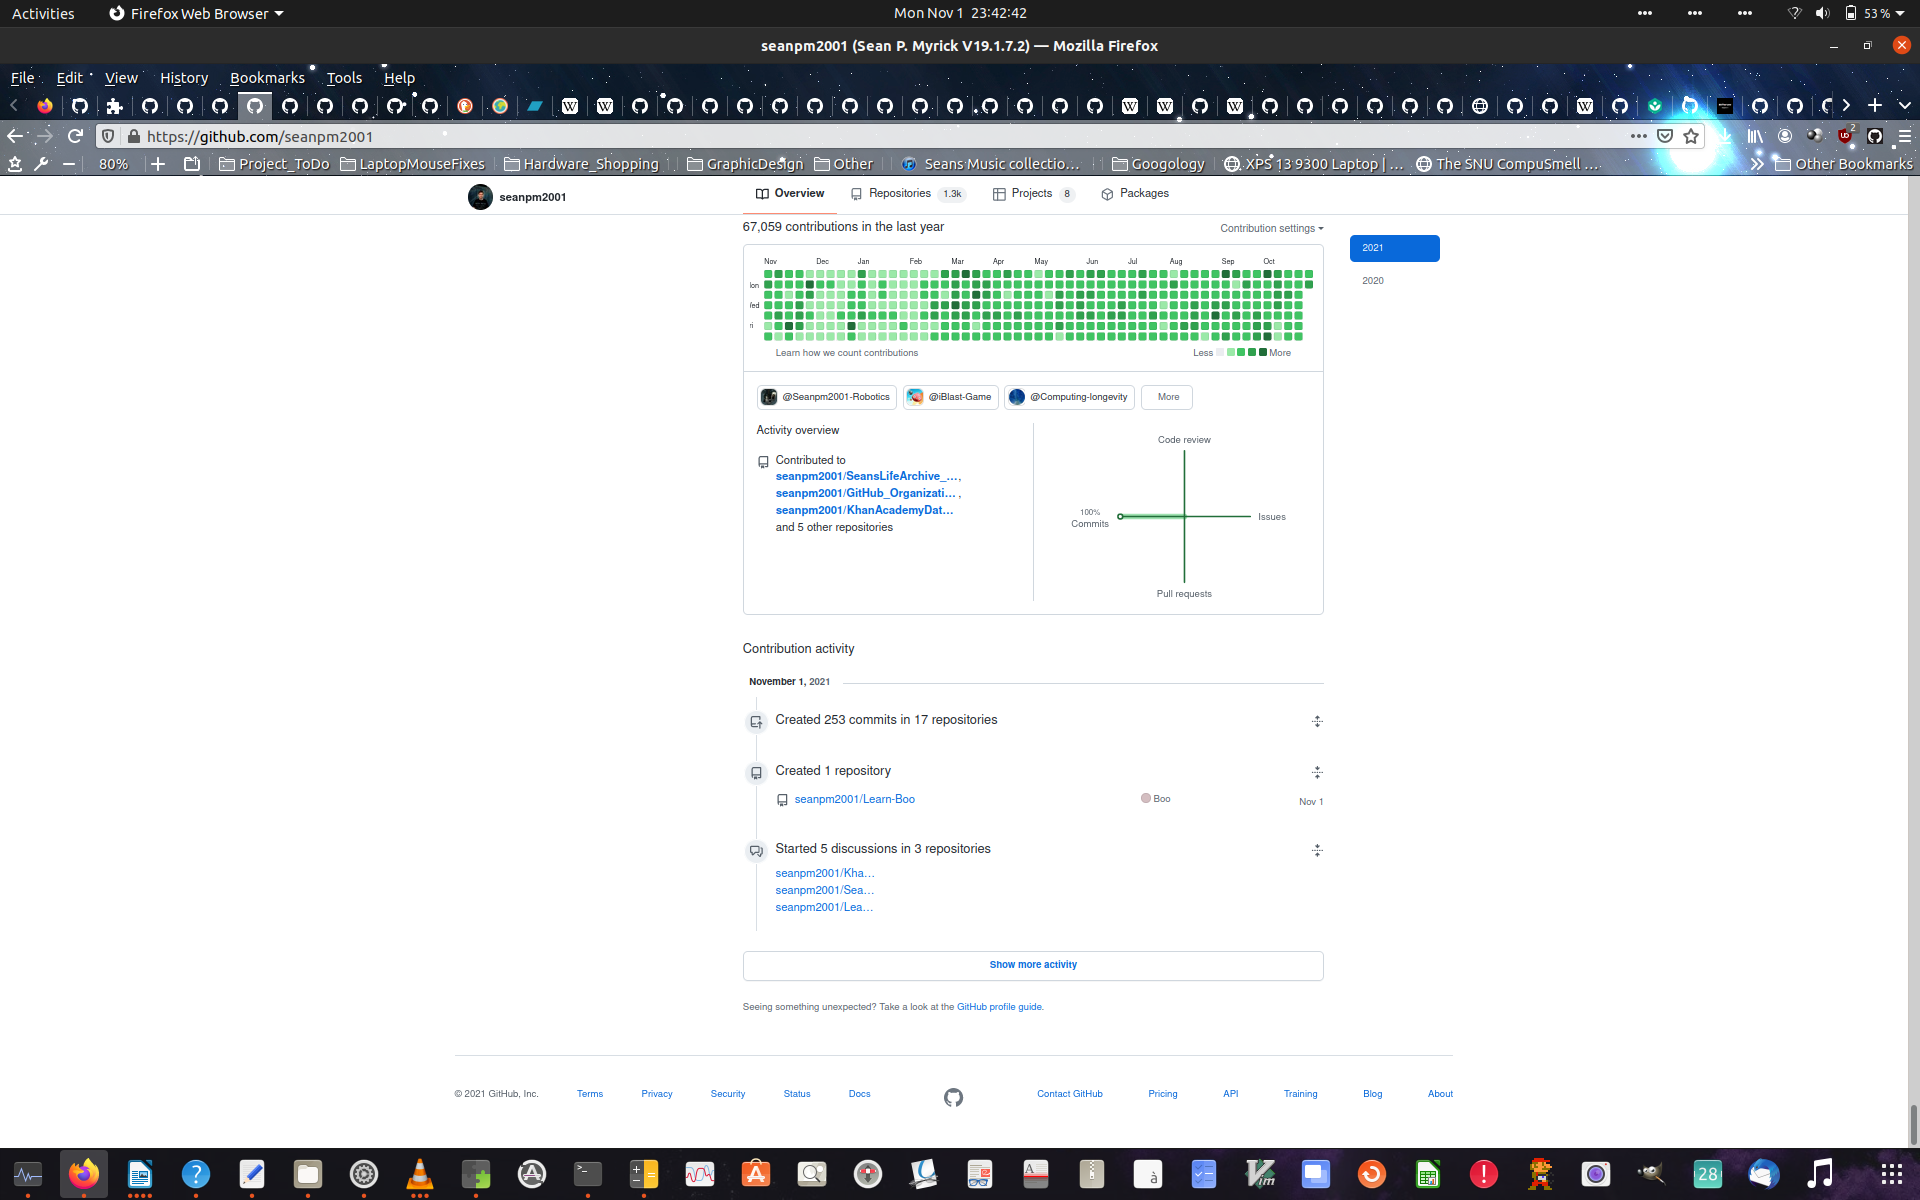 Activities
Firefox Web Browser
Mon Nov 1 23:42:42
53 %
seanpm2001 (Sean P. Myrick V19.1.7.2) — Mozilla Firefox
File Edit View History Bookmarks Tools Help
https://github.com/seanpm2001
80% Project_ToDo LaptopMouseFixes Hardware_Shopping GraphicDesign Other Seans Music collectio... Googology XPS 13 9300 Laptop | ... The SNU CompuSmell ... Other Bookmarks
seanpm2001
Overview Repositories 1.3k Projects 8 Packages
67,059 contributions in the last year
Contribution settings
2021
2020
Nov Dec Jan Feb Mar Apr May Jun Jul Aug Sep Oct
Learn how we count contributions
Less More
@Seanpm2001-Robotics @iBlast-Game @Computing-longevity More
Activity overview
Contributed to
seanpm2001/SeansLifeArchive_...,
seanpm2001/GitHub_Organizati... ,
seanpm2001/KhanAcademyDat...
and 5 other repositories
Code review
100%
Commits
Issues
Pull requests
Contribution activity
November 1, 2021
Created 253 commits in 17 repositories
Created 1 repository
seanpm2001/Learn-Boo Boo Nov 1
Started 5 discussions in 3 repositories
seanpm2001/Kha...
seanpm2001/Sea...
seanpm2001/Lea...
Show more activity
Seeing something unexpected? Take a look at the GitHub profile guide.
© 2021 GitHub, Inc. Terms Privacy Security Status Docs Contact GitHub Pricing API Training Blog About
28